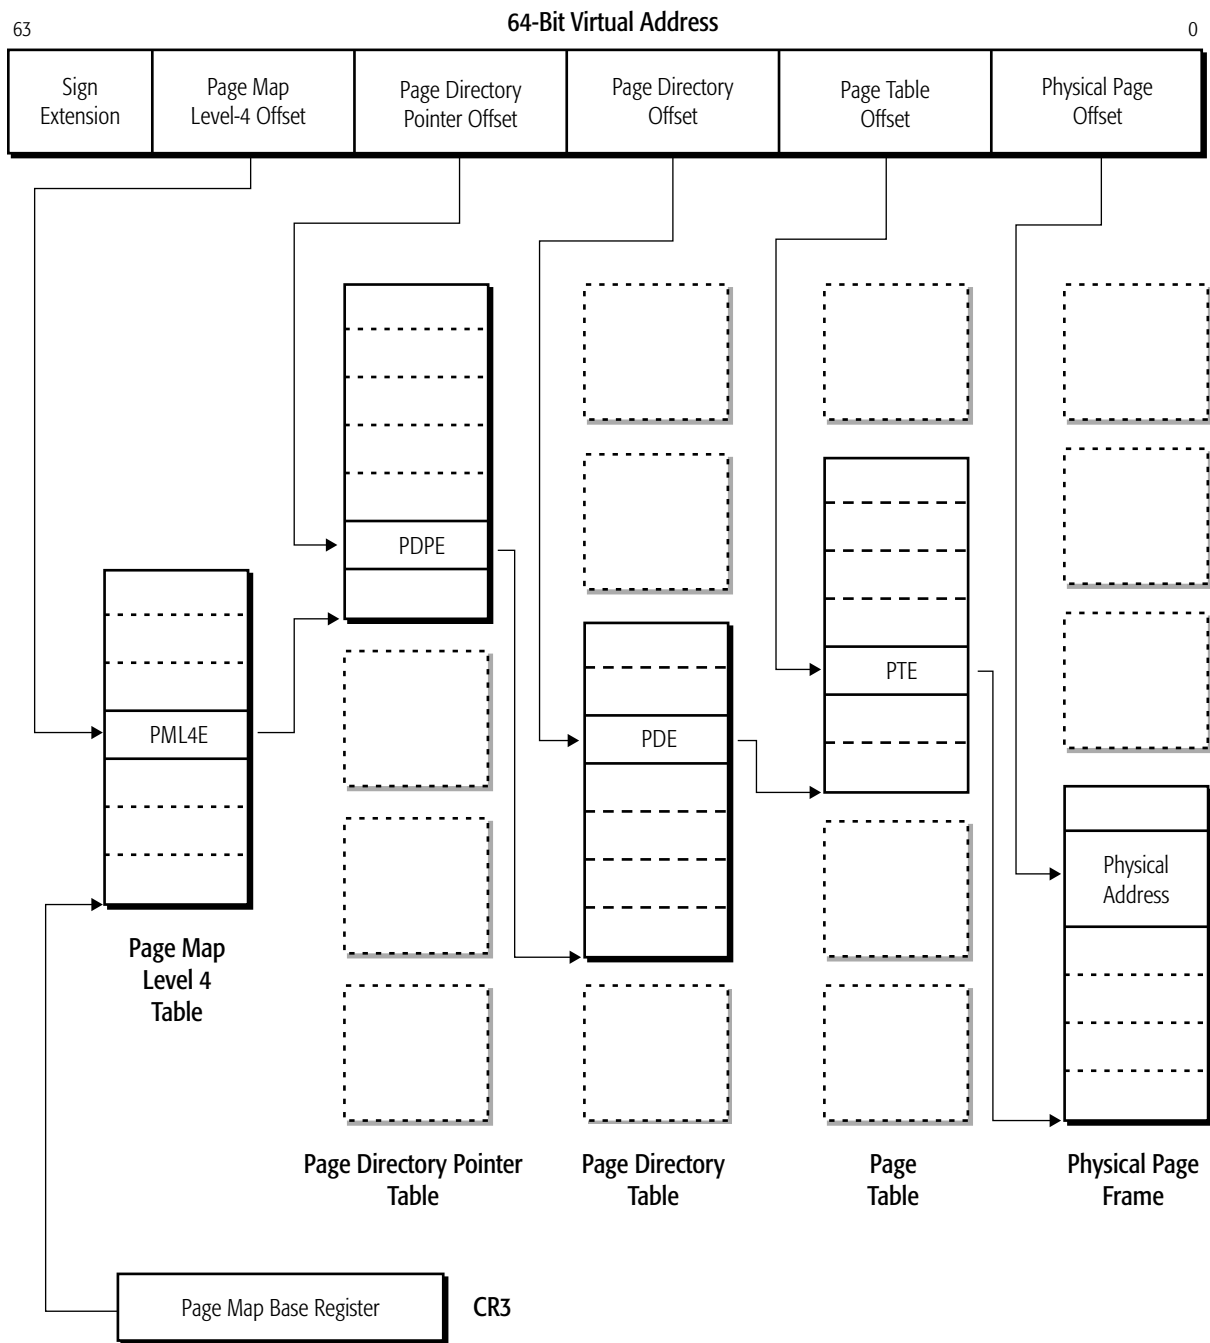 64-Bit Virtual Address
63
0
Sign
Extension
Page Map
Level-4 Offset
Page Directory
Pointer Offset
Page Directory
Offset
Page Table
Offset
Physical Page
Offset
PDPE
PTE
PML4E
PDE
Physical
Address
Page Map
Level 4
Table
Page Directory Pointer
Table
Page Directory
Table
Page
Table
Physical Page
Frame
Page Map Base Register
CR3